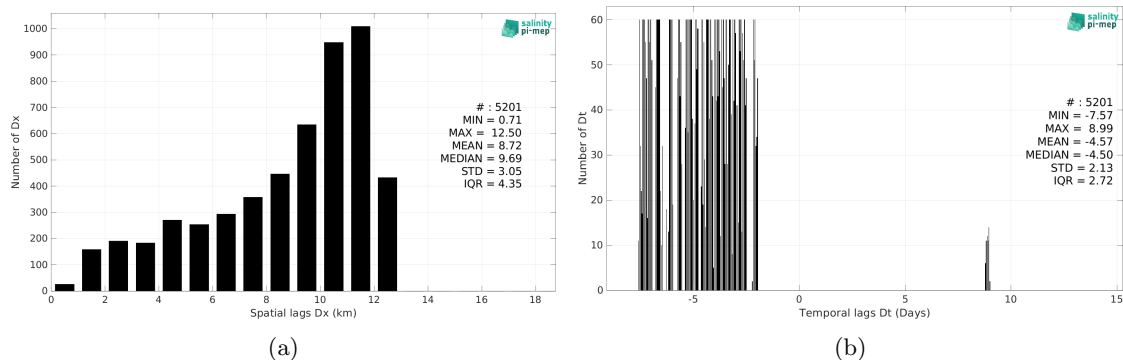 1000
900
800
700
600
500
400
300
200
100
0
Number of Dx
0 2 4 6 8 10 12 14 16 18
Spatial lags Dx (km)
salinity
pi-mep
# : 5201
MIN = 0.71
MAX = 12.50
MEAN = 8.72
MEDIAN = 9.69
STD = 3.05
IQR = 4.35
(a)
60
50
40
30
20
10
0
Number of Dt
-5 0 5 10 15
Temporal lags Dt (Days)
salinity
pi-mep
# : 5201
MIN = -7.57
MAX = 8.99
MEAN = -4.57
MEDIAN = -4.50
STD = 2.13
IQR = 2.72
(b)